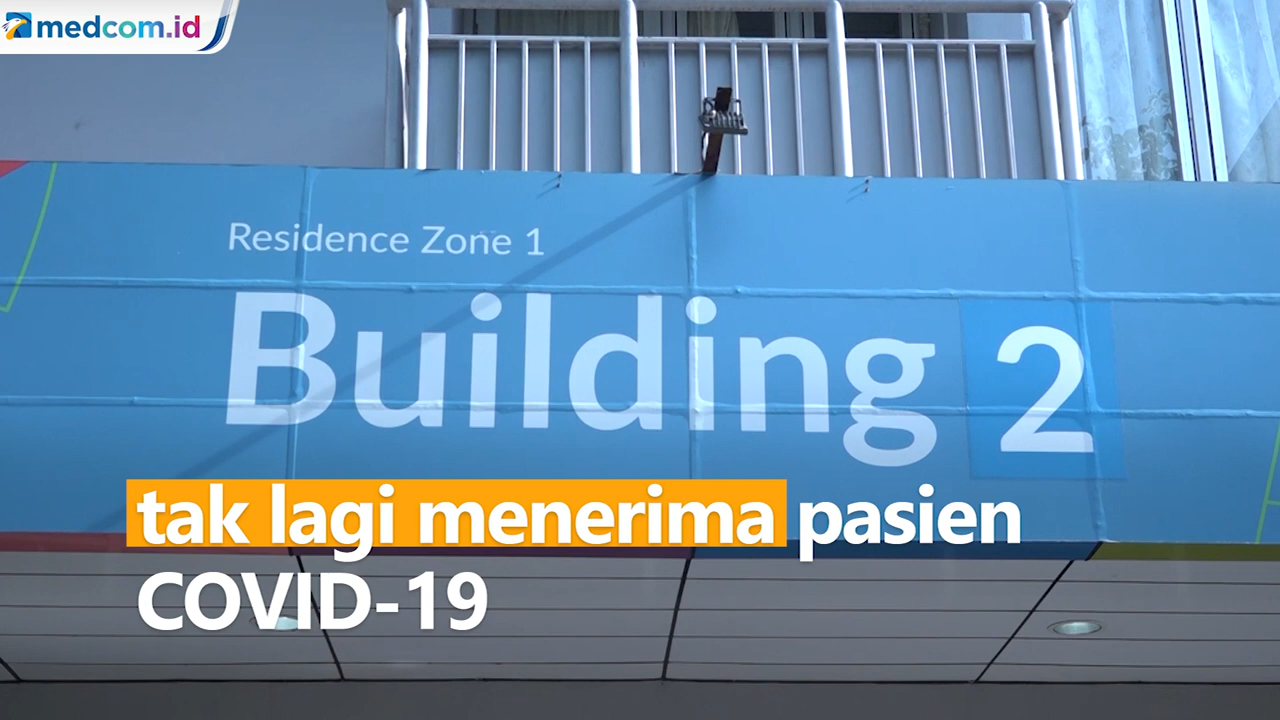 medcom.id
Residence Zone 1
Building 2
tak lagi menerima pasien
COVID-19